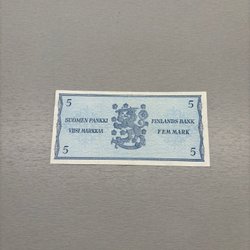 5 5
SUOMEN PANKKI FINLANDS BANK
VIISI MARKKAA FEM MARK
5 5